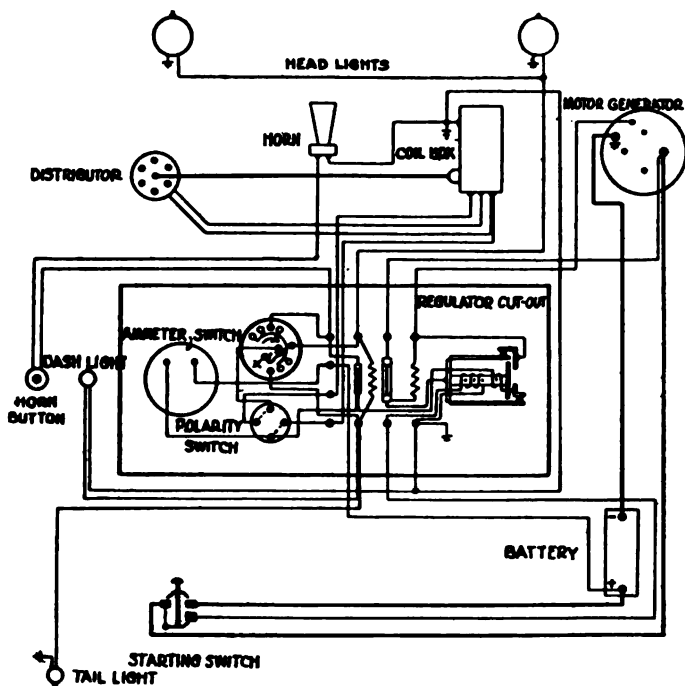 HEAD LIGHTS
MOTOR GENERATOR
HORN
COIL BOX
DISTRIBUTOR
REGULATOR CUT-OUT
AMMETER SWITCH
DASH LIGHT
HORN
BUTTON
POLARITY
SWITCH
BATTERY
STARTING SWITCH
TAIL LIGHT